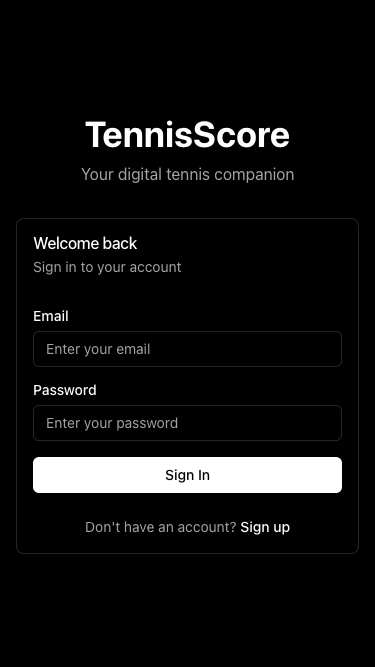 TennisScore
Your digital tennis companion
Welcome back
Sign in to your account
Email
Enter your email
Password
Enter your password
Sign In
Don't have an account? Sign up